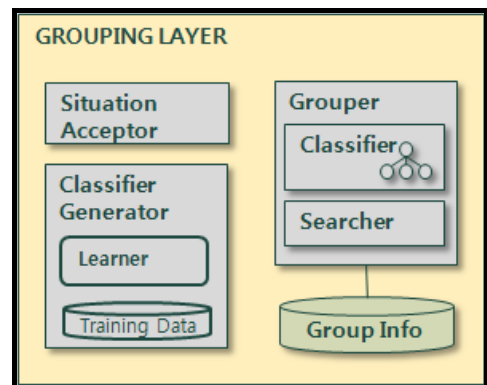 GROUPING LAYER
Situation
Acceptor
Classifier
Generator
Learner
Training Data
Grouper
Classifier
Searcher
Group Info